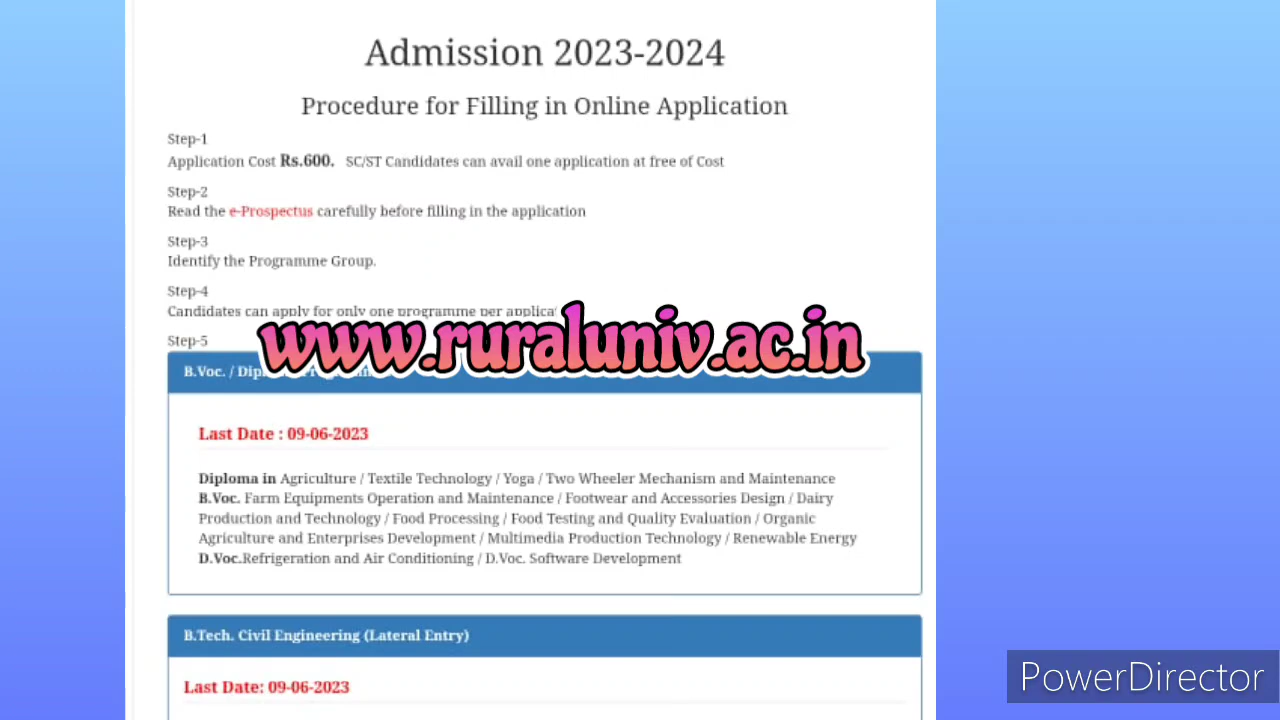 Admission 2023-2024
Procedure for Filling in Online Application
Step-1
Application Cost Rs.600. SC/ST Candidates can avail one application at free of Cost
Step-2
Read the e-Prospectus carefully before filling in the application
Step-3
Identify the Programme Group.
Step-4
Candidates can apply for only one programme per
www.ruraluniv.ac.in
Step-5
B.Voc. /
Last Date : 09-06-2023
Diploma in Agriculture / Textile Technology / Yoga / Two Wheeler Mechanism and Maintenance
B.Voc. Farm Equipments Operation and Maintenance / Footwear and Accessories Design / Dairy
Production and Technology / Food Processing / Food Testing and Quality Evaluation / Organic
Agriculture and Enterprises Development / Multimedia Production Technology / Renewable Energy
D.Voc.Refrigeration and Air Conditioning / D.Voc. Software Development
B.Tech. Civil Engineering (Lateral Entry)
Last Date: 09-06-2023
PowerDirector